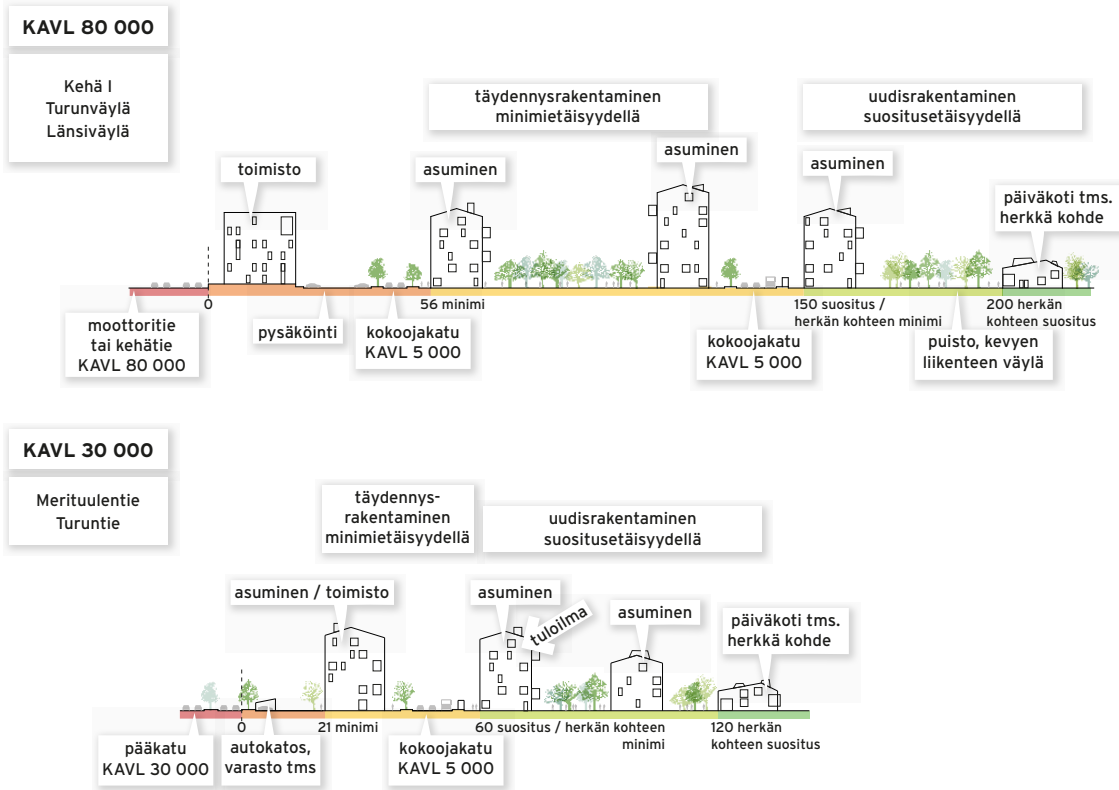 KAVL 80 000
Kehä I
Turunväylä
Länsiväylä
täydennysrakentaminen
minimietäisyydellä
uudisrakentaminen
suositusetäisyydellä
toimisto
asuminen
asuminen
asuminen
päiväkoti tms.
herkkä kohde
0
56 minimi
150 suositus /
herkän kohteen minimi
200 herkän
kohteen suositus
moottoritie
tai kehätie
KAVL 80 000
pysäköinti
kokoojakatu
KAVL 5 000
kokoojakatu
KAVL 5 000
puisto, kevyen
liikenteen väylä
KAVL 30 000
Merituulentie
Turuntie
täydennys-
rakentaminen
minimietäisyydellä
uudisrakentaminen
suositusetäisyydellä
asuminen / toimisto
asuminen
tuloilma
asuminen
päiväkoti tms.
herkkä kohde
0
21 minimi
60 suositus / herkän kohteen
minimi
120 herkän
kohteen suositus
pääkatu
KAVL 30 000
autokatos,
varasto tms
kokoojakatu
KAVL 5 000